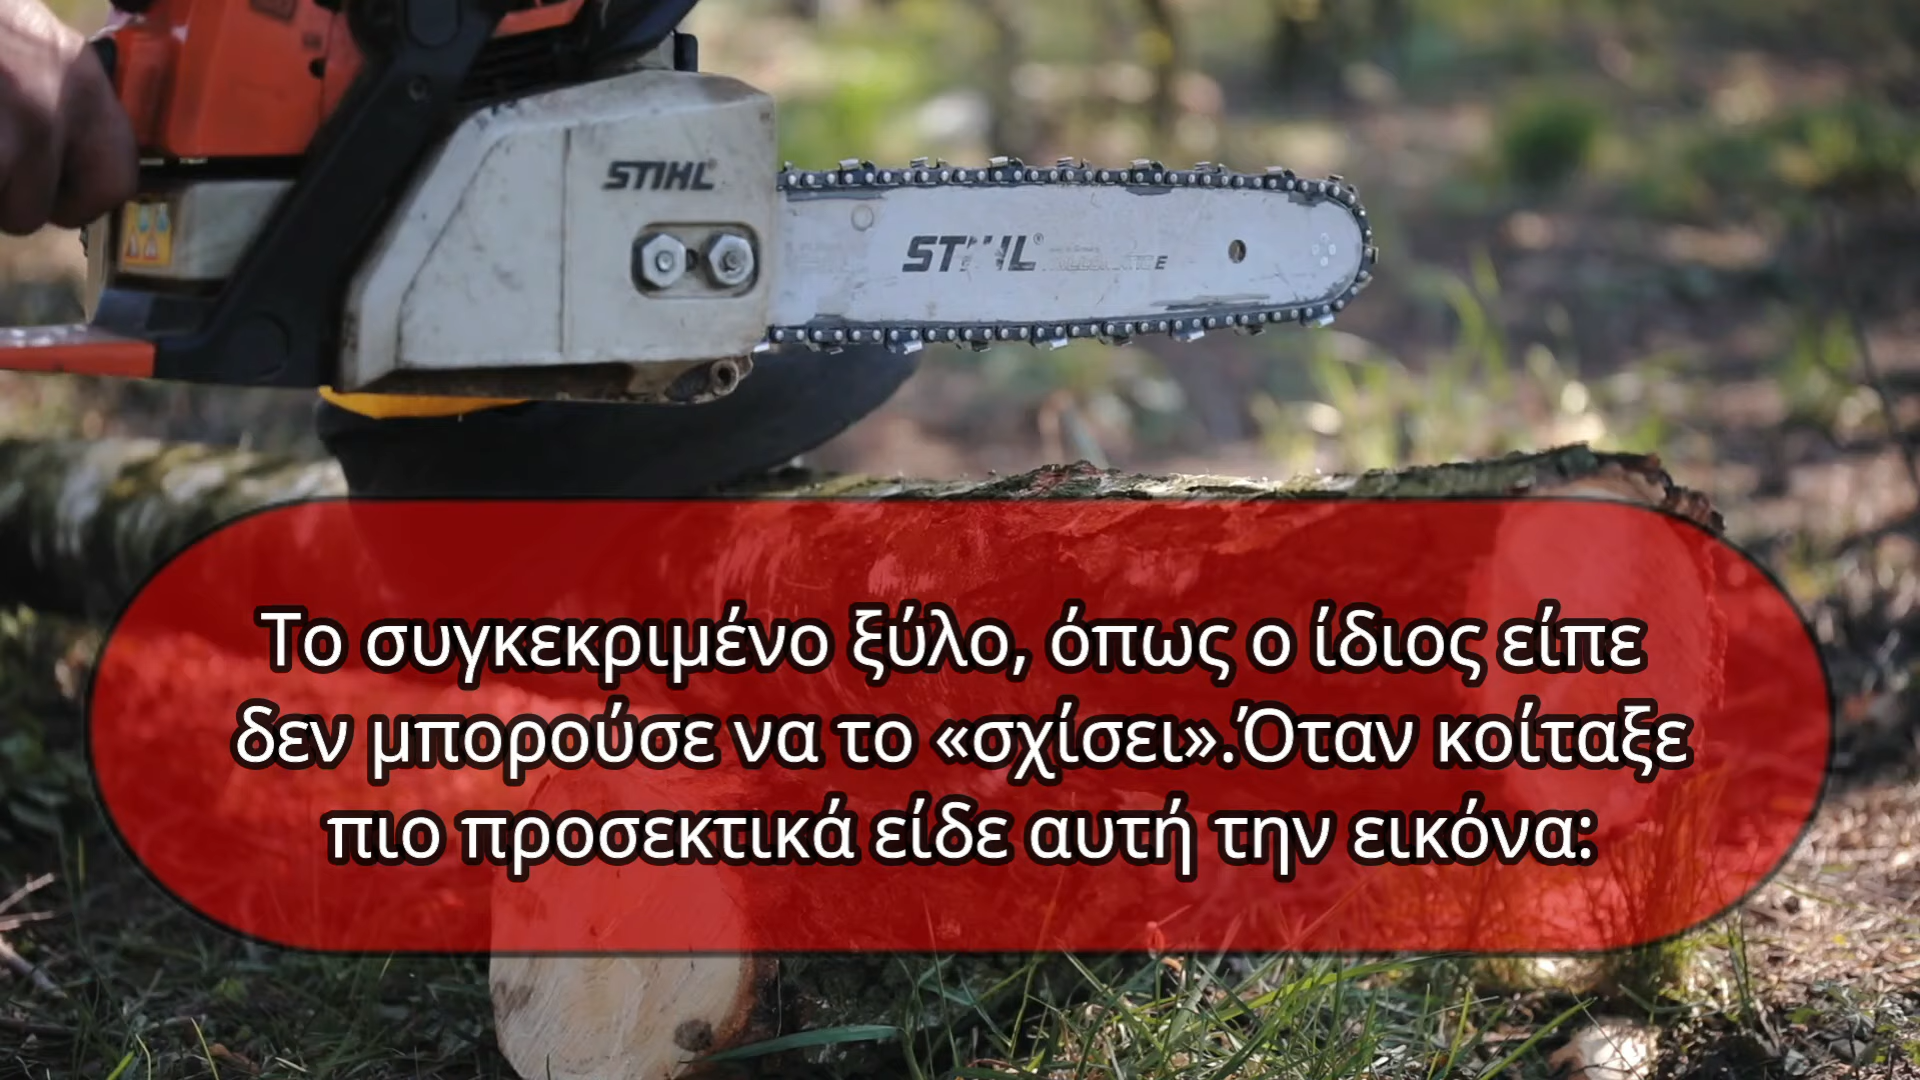 STIHL®
STIHL®
Το συγκεκριμένο ξύλο, όπως ο ίδιος είπε
δεν μπορούσε να το «σχίσει».Όταν κοίταξε
πιο προσεκτικά είδε αυτή την εικόνα: